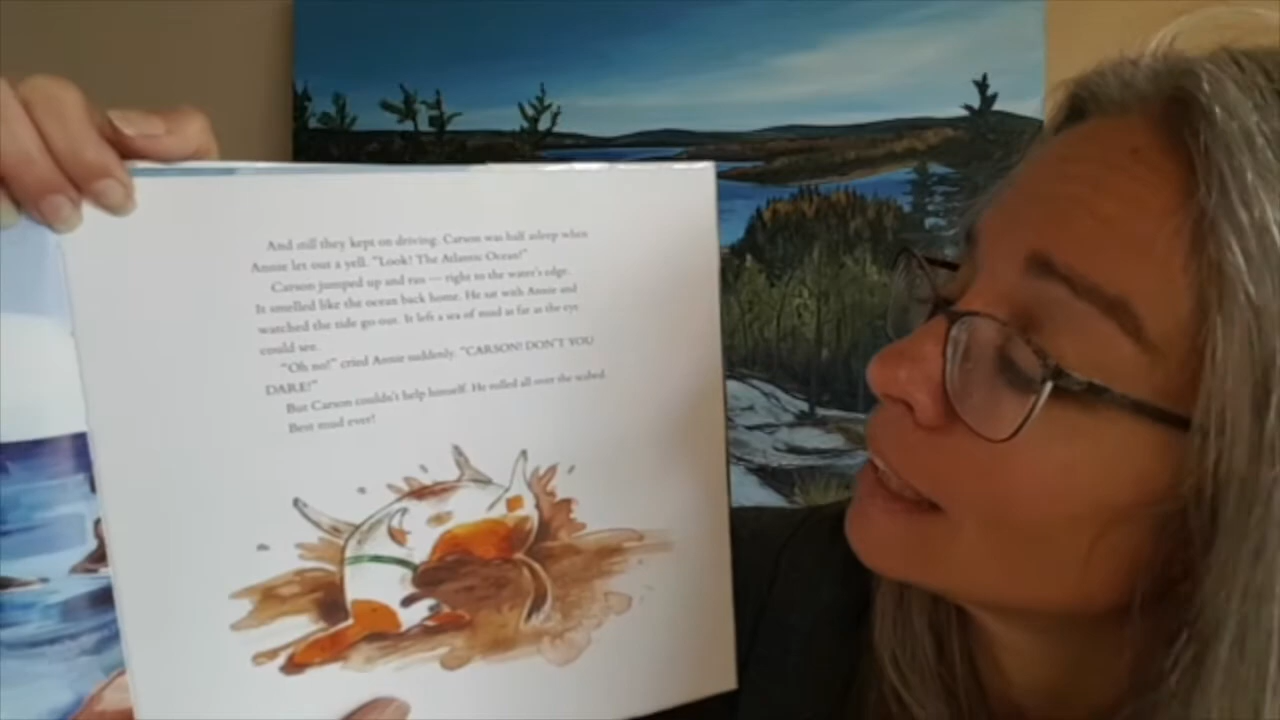 And still they kept on driving. Carson was half asleep when
Annie let out a yell. “Look! The Atlantic Ocean!”
Carson jumped up and ran — right to the water's edge.
It smelled like the ocean back home. He sat with Annie and
watched the tide go out. It left a sea of mud as far as the eye
could see.
“Oh no!” cried Annie suddenly. “CARSON! DON'T YOU
DARE!”
But Carson couldn't help himself. He rolled all over the seabed.
Best mud ever!